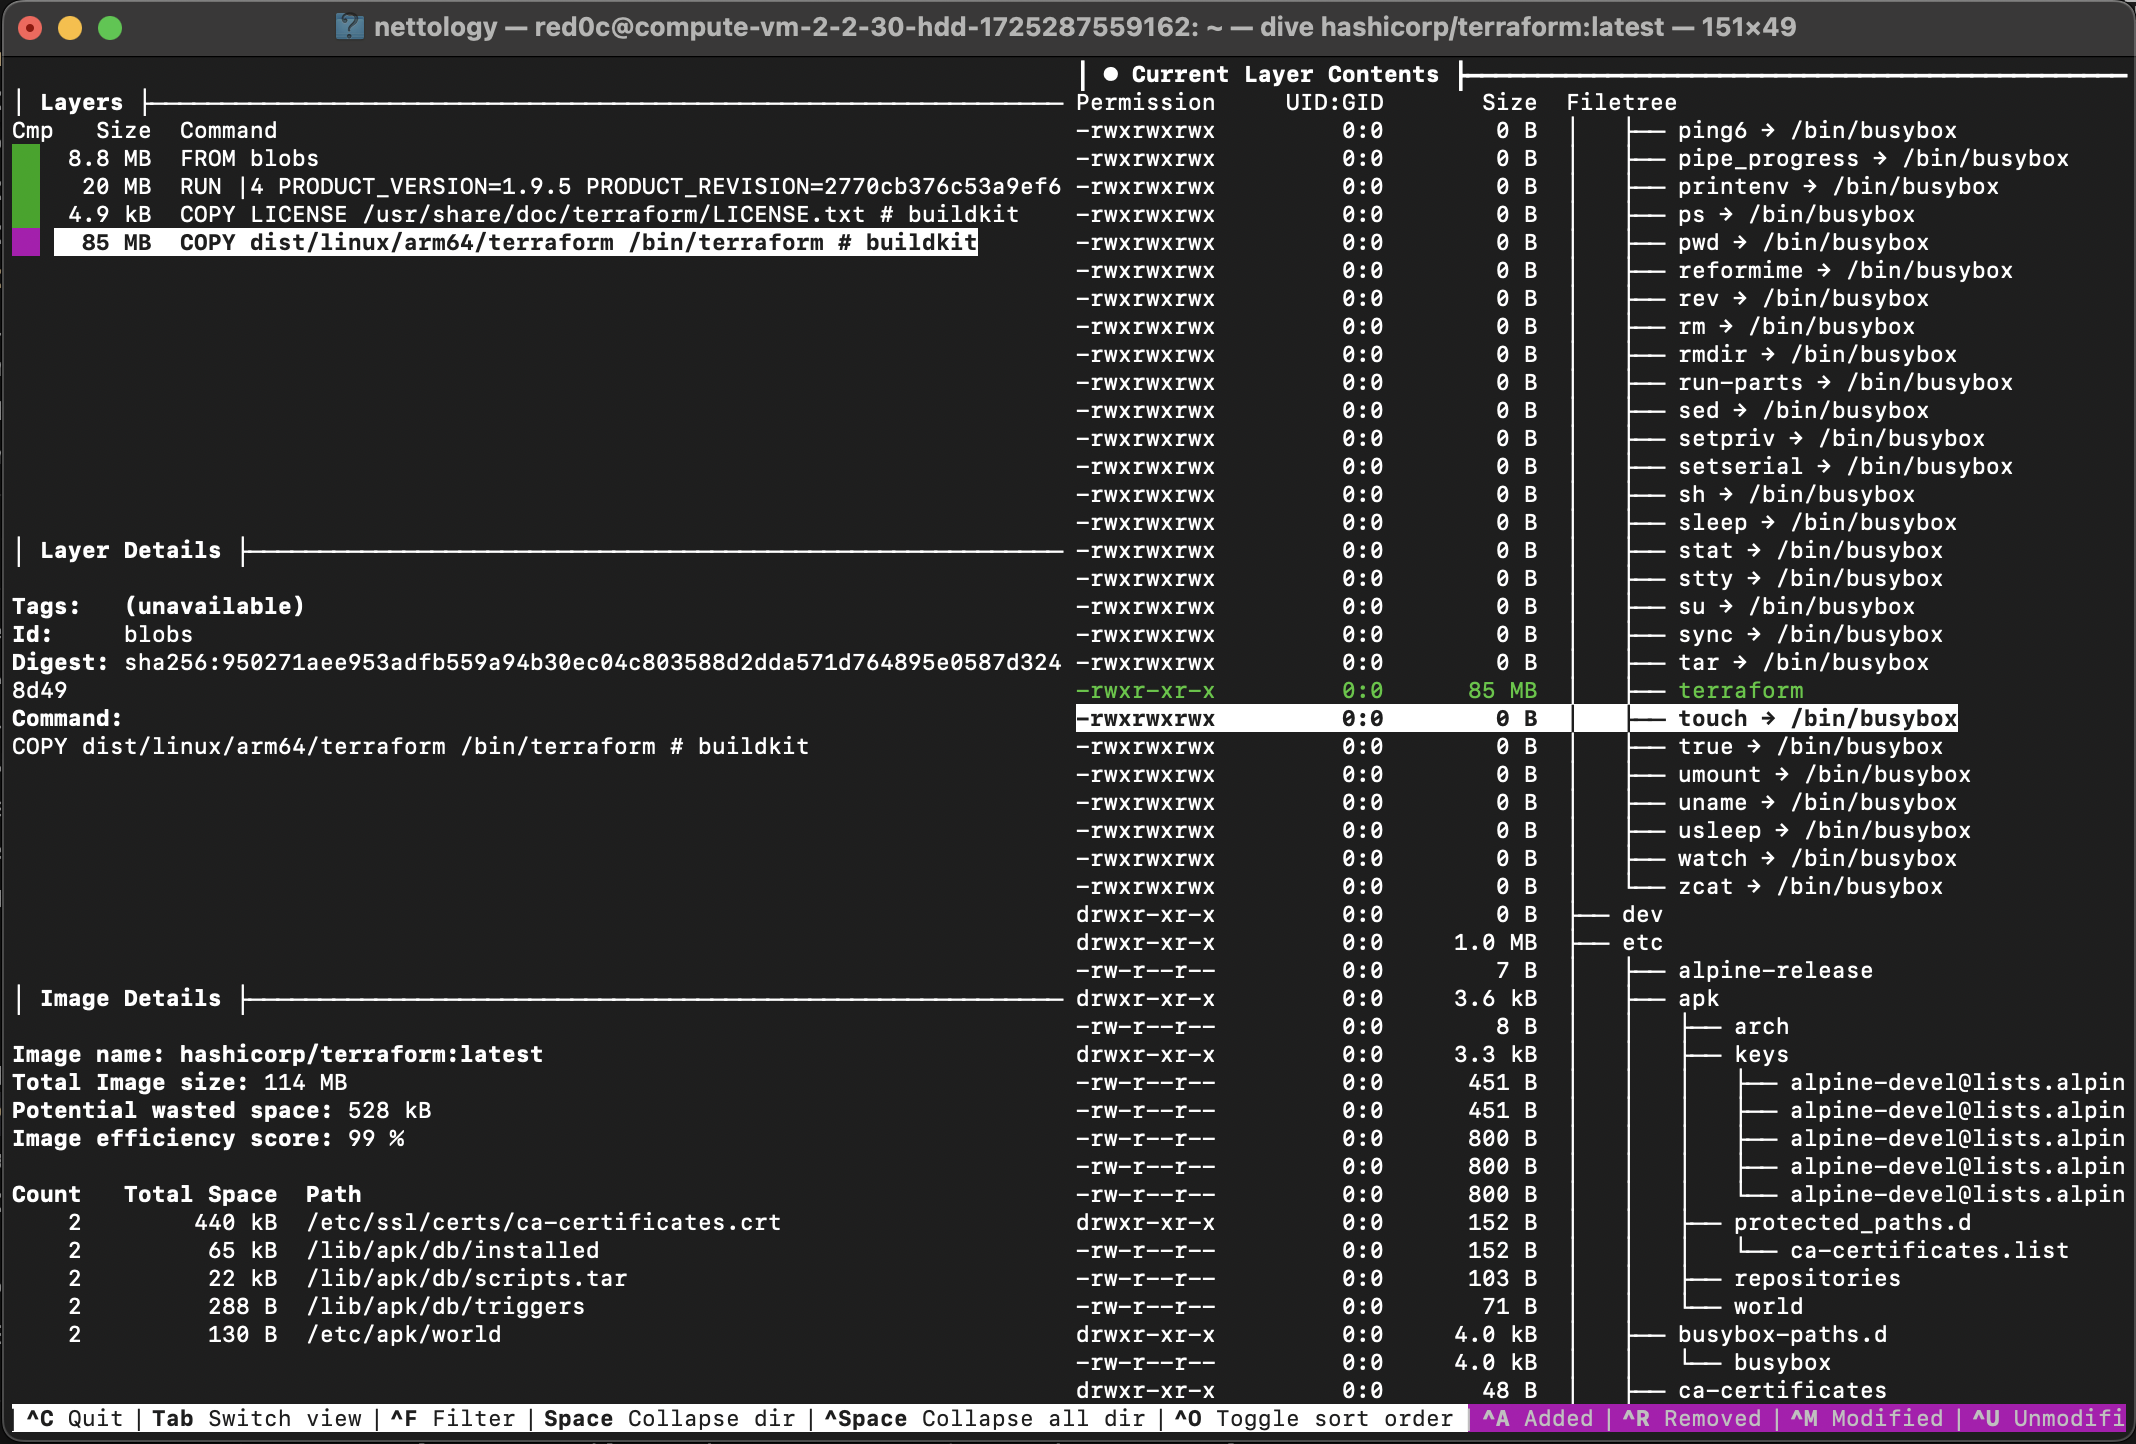 nettology — red0c@compute-vm-2-2-30-hdd-1725287559162: ~ — dive hashicorp/terraform:latest — 151×49
Layers
Cmp Size Command
8.8 MB FROM blobs
20 MB RUN |4 PRODUCT_VERSION=1.9.5 PRODUCT_REVISION=2770cb376c53a9ef6
4.9 kB COPY LICENSE /usr/share/doc/terraform/LICENSE.txt # buildkit
85 MB COPY dist/linux/arm64/terraform /bin/terraform # buildkit
Layer Details
Tags: (unavailable)
Id: blobs
Digest: sha256:950271aee953adfb559a94b30ec04c803588d2dda571d764895e0587d324
8d49
Command:
COPY dist/linux/arm64/terraform /bin/terraform # buildkit
Image Details
Image name: hashicorp/terraform:latest
Total Image size: 114 MB
Potential wasted space: 528 kB
Image efficiency score: 99 %
Count Total Space Path
2 440 kB /etc/ssl/certs/ca-certificates.crt
2 65 kB /lib/apk/db/installed
2 22 kB /lib/apk/db/scripts.tar
2 288 B /lib/apk/db/triggers
2 130 B /etc/apk/world
● Current Layer Contents
Permission UID:GID Size Filetree
-rwxrwxrwx 0:0 0 B ping6 → /bin/busybox
-rwxrwxrwx 0:0 0 B pipe_progress → /bin/busybox
-rwxrwxrwx 0:0 0 B printenv → /bin/busybox
-rwxrwxrwx 0:0 0 B ps → /bin/busybox
-rwxrwxrwx 0:0 0 B pwd → /bin/busybox
-rwxrwxrwx 0:0 0 B reformime → /bin/busybox
-rwxrwxrwx 0:0 0 B rev → /bin/busybox
-rwxrwxrwx 0:0 0 B rm → /bin/busybox
-rwxrwxrwx 0:0 0 B rmdir → /bin/busybox
-rwxrwxrwx 0:0 0 B run-parts → /bin/busybox
-rwxrwxrwx 0:0 0 B sed → /bin/busybox
-rwxrwxrwx 0:0 0 B setpriv → /bin/busybox
-rwxrwxrwx 0:0 0 B setserial → /bin/busybox
-rwxrwxrwx 0:0 0 B sh → /bin/busybox
-rwxrwxrwx 0:0 0 B sleep → /bin/busybox
-rwxrwxrwx 0:0 0 B stat → /bin/busybox
-rwxrwxrwx 0:0 0 B stty → /bin/busybox
-rwxrwxrwx 0:0 0 B su → /bin/busybox
-rwxrwxrwx 0:0 0 B sync → /bin/busybox
-rwxrwxrwx 0:0 0 B tar → /bin/busybox
-rwxr-xr-x 0:0 85 MB terraform
-rwxrwxrwx 0:0 0 B touch → /bin/busybox
-rwxrwxrwx 0:0 0 B true → /bin/busybox
-rwxrwxrwx 0:0 0 B umount → /bin/busybox
-rwxrwxrwx 0:0 0 B uname → /bin/busybox
-rwxrwxrwx 0:0 0 B usleep → /bin/busybox
-rwxrwxrwx 0:0 0 B watch → /bin/busybox
-rwxrwxrwx 0:0 0 B zcat → /bin/busybox
drwxr-xr-x 0:0 0 B dev
drwxr-xr-x 0:0 1.0 MB etc
-rw-r--r-- 0:0 7 B alpine-release
drwxr-xr-x 0:0 3.6 kB apk
-rw-r--r-- 0:0 8 B arch
drwxr-xr-x 0:0 3.3 kB keys
-rw-r--r-- 0:0 451 B alpine-devel@lists.alpin
-rw-r--r-- 0:0 451 B alpine-devel@lists.alpin
-rw-r--r-- 0:0 800 B alpine-devel@lists.alpin
-rw-r--r-- 0:0 800 B alpine-devel@lists.alpin
-rw-r--r-- 0:0 800 B alpine-devel@lists.alpin
drwxr-xr-x 0:0 152 B protected_paths.d
-rw-r--r-- 0:0 152 B ca-certificates.list
-rw-r--r-- 0:0 103 B repositories
-rw-r--r-- 0:0 71 B world
drwxr-xr-x 0:0 4.0 kB busybox-paths.d
-rw-r--r-- 0:0 4.0 kB busybox
drwxr-xr-x 0:0 48 B ca-certificates
^C Quit | Tab Switch view | ^F Filter | Space Collapse dir | ^Space Collapse all dir | ^O Toggle sort order | ^A Added | ^R Removed | ^M Modified | ^U Unmodifi